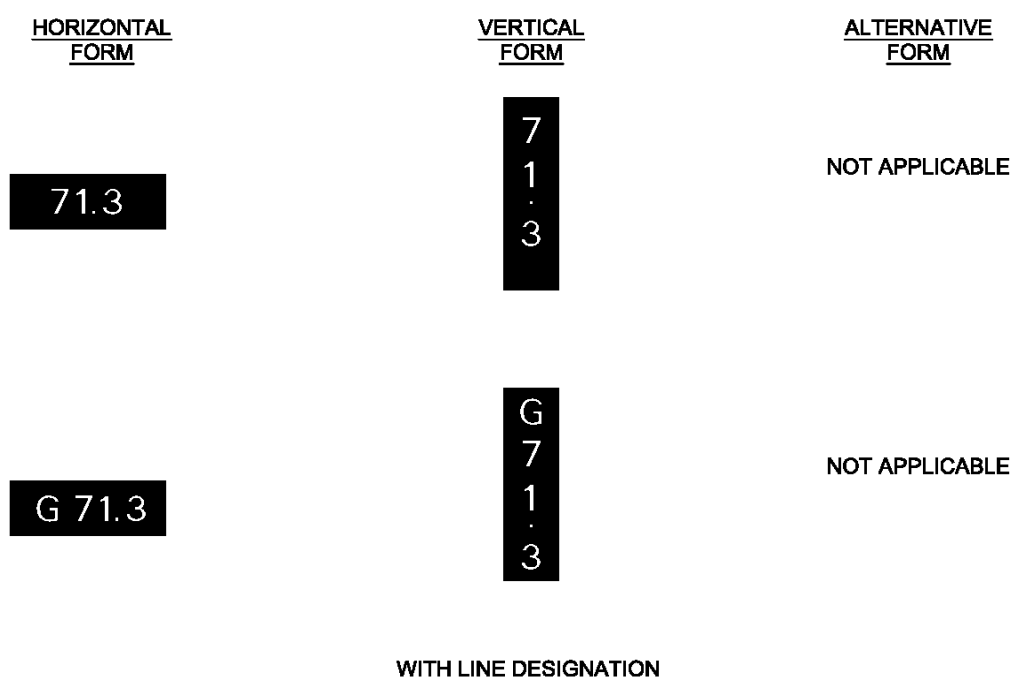 HORIZONTAL
FORM
VERTICAL
FORM
ALTERNATIVE
FORM
71.3
7
1
.
3
NOT APPLICABLE
G 71.3
G
7
1
.
3
NOT APPLICABLE
WITH LINE DESIGNATION